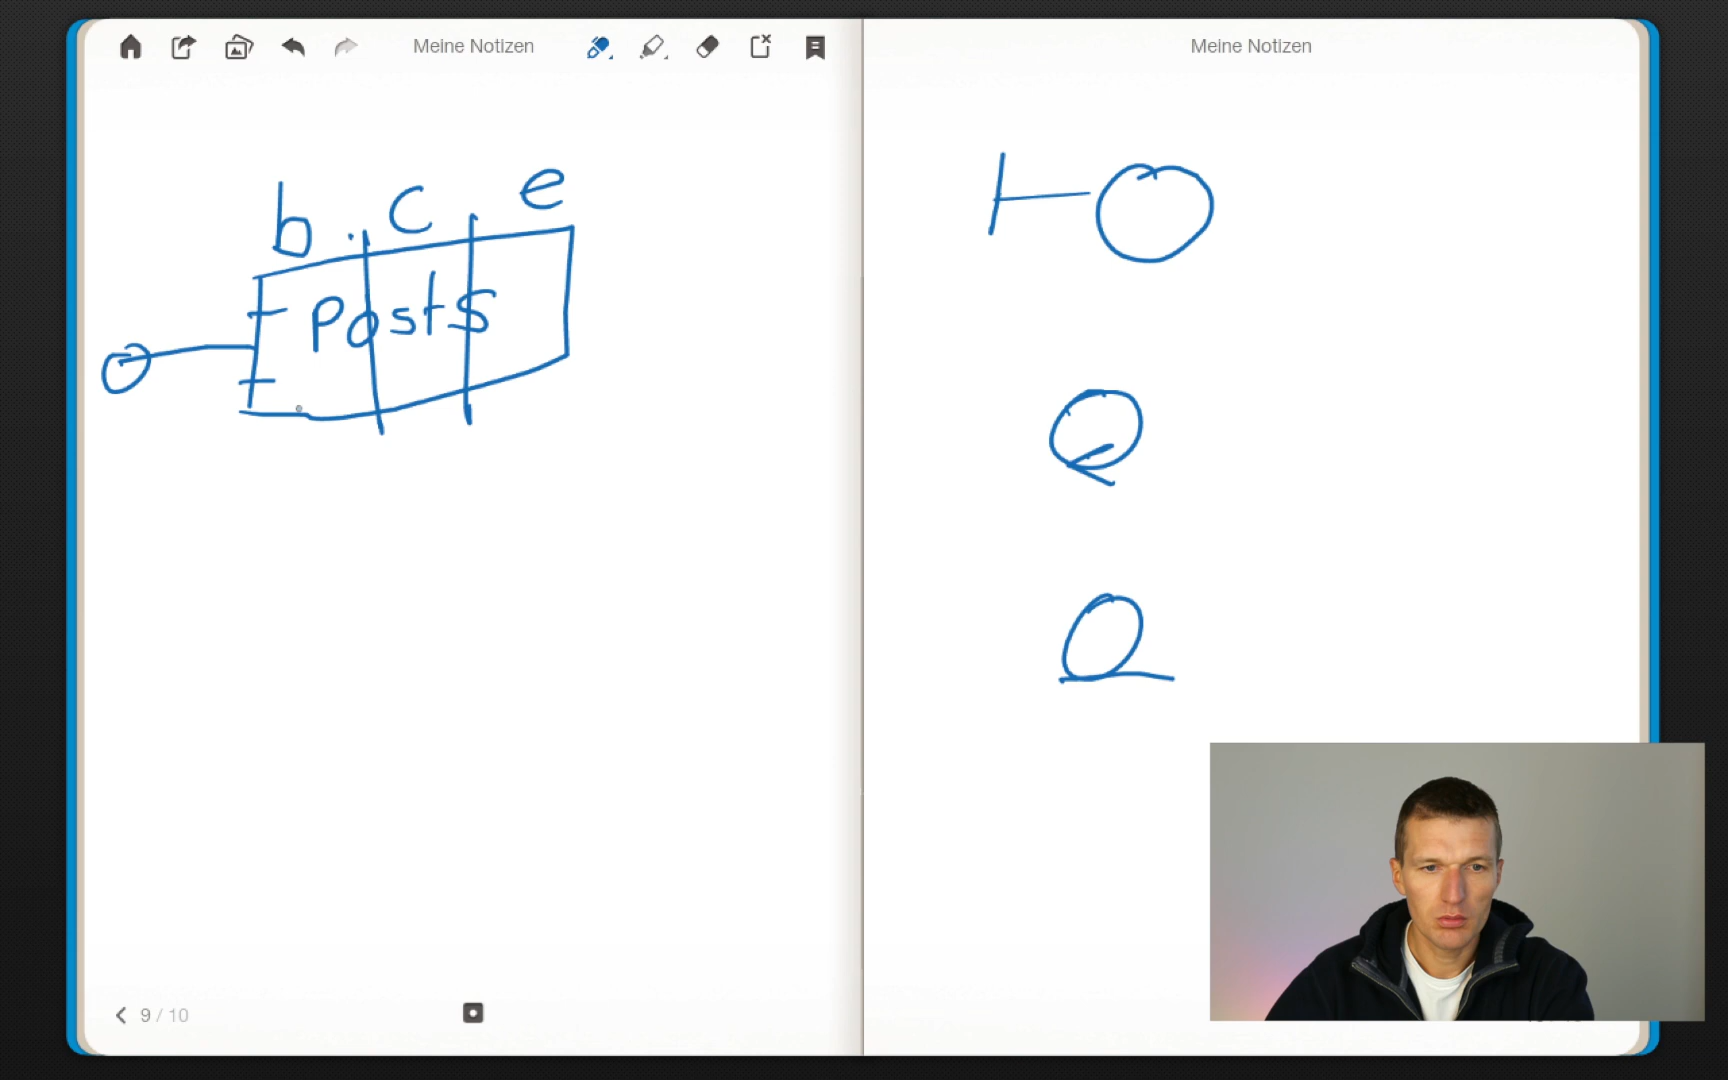 Meine Notizen
Meine Notizen
b c e
Posts
9 / 10